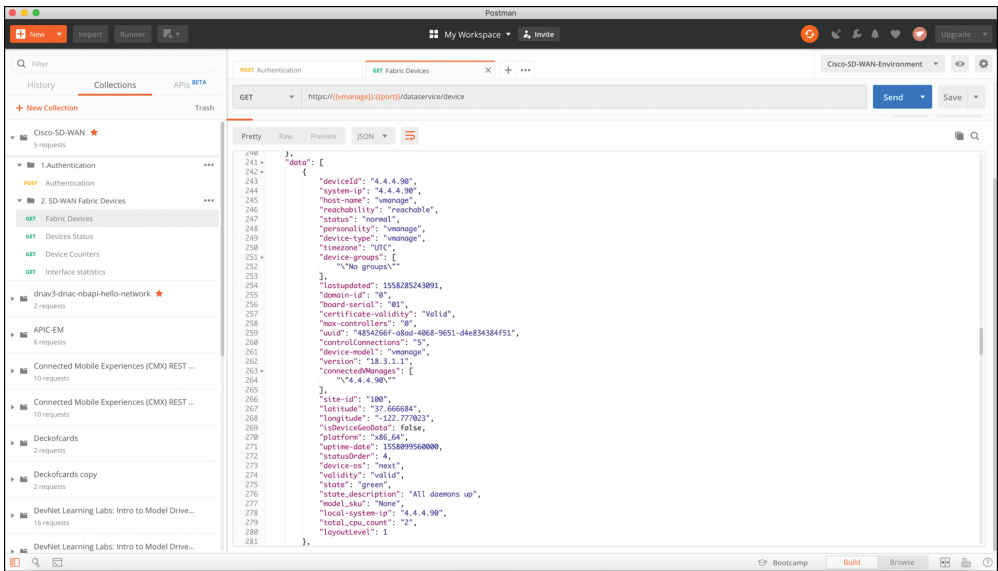 Postman
New
Import
Runner
My Workspace
Invite
Upgrade
Filter
History
Collections
APIs BETA
+ New Collection
Trash
Cisco-SD-WAN
5 requests
1.Authentication
POST Authentication
2. SD-WAN Fabric Devices
GET Fabric Devices
GET Devices Status
GET Device Counters
GET Interface statistics
dnav3-dnac-nbapi-hello-network
2 requests
APIC-EM
6 requests
Connected Mobile Experiences (CMX) REST ...
10 requests
Connected Mobile Experiences (CMX) REST ...
10 requests
Deckofcards
2 requests
Deckofcards copy
2 requests
DevNet Learning Labs: Intro to Model Drive...
16 requests
DevNet Learning Labs: Intro to Model Drive...
POST Authentication
GET Fabric Devices
Cisco-SD-WAN-Environment
GET
https://{{vmanage}}:{{port}}/dataservice/device
Send
Save
Pretty
Raw
Preview
JSON
240 },
241 "data": [
242 {
243 "deviceId": "4.4.4.90",
244 "system-ip": "4.4.4.90",
245 "host-name": "vmanage",
246 "reachability": "reachable",
247 "status": "normal",
248 "personality": "vmanage",
249 "device-type": "vmanage",
250 "timezone": "UTC",
251 "device-groups": [
252 "\"No groups\""
253 ],
254 "lastupdated": 1558285243091,
255 "domain-id": "0",
256 "board-serial": "01",
257 "certificate-validity": "Valid",
258 "max-controllers": "0",
259 "uuid": "4854266f-a8ad-4068-9651-d4e834384f51",
260 "controlConnections": "5",
261 "device-model": "vmanage",
262 "version": "18.3.1.1",
263 "connectedVManages": [
264 "\"4.4.4.90\""
265 ],
266 "site-id": "100",
267 "latitude": "37.666684",
268 "longitude": "-122.777023",
269 "isDeviceGeoData": false,
270 "platform": "x86_64",
271 "uptime-date": 1558099560000,
272 "statusOrder": 4,
273 "device-os": "next",
274 "validity": "valid",
275 "state": "green",
276 "state_description": "All daemons up",
277 "model_sku": "None",
278 "local-system-ip": "4.4.4.90",
279 "total_cpu_count": "2",
280 "layoutLevel": 1
281 },
Bootcamp
Build
Browse